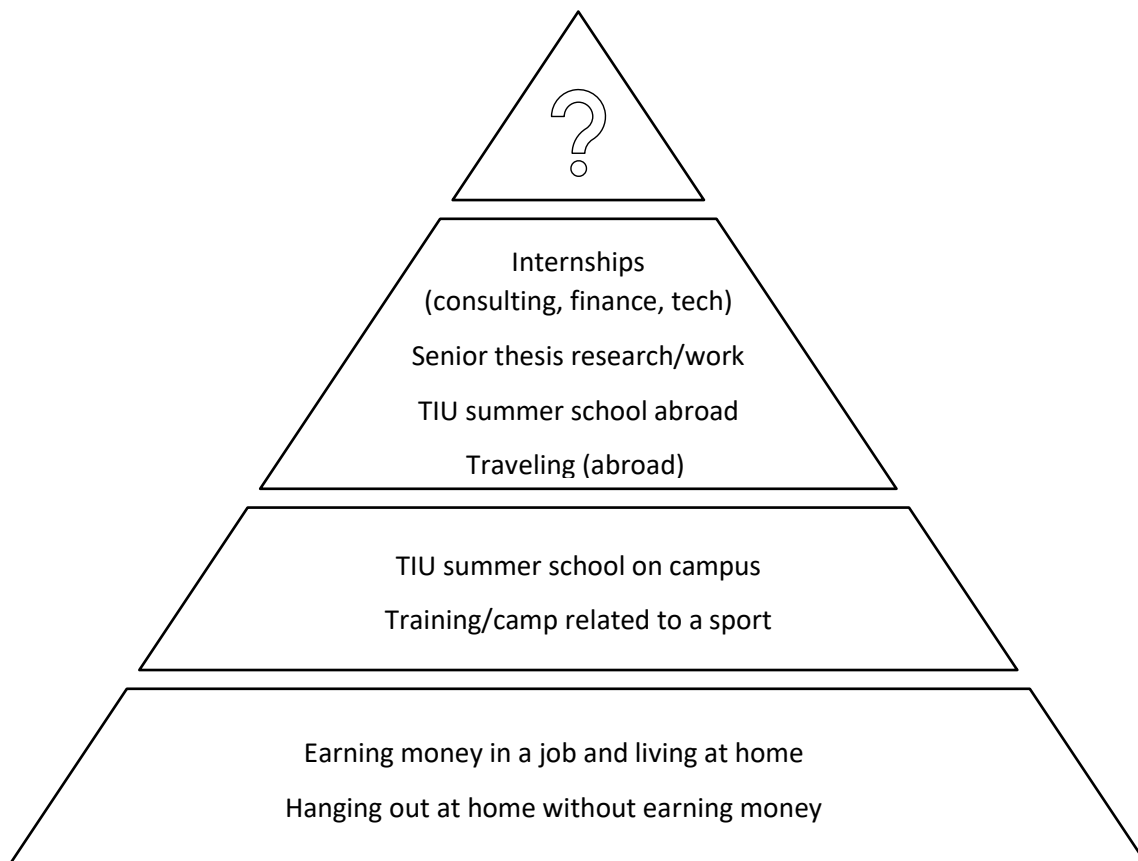 ?
Internships
(consulting, finance, tech)
Senior thesis research/work
TIU summer school abroad
Traveling (abroad)
TIU summer school on campus
Training/camp related to a sport
Earning money in a job and living at home
Hanging out at home without earning money